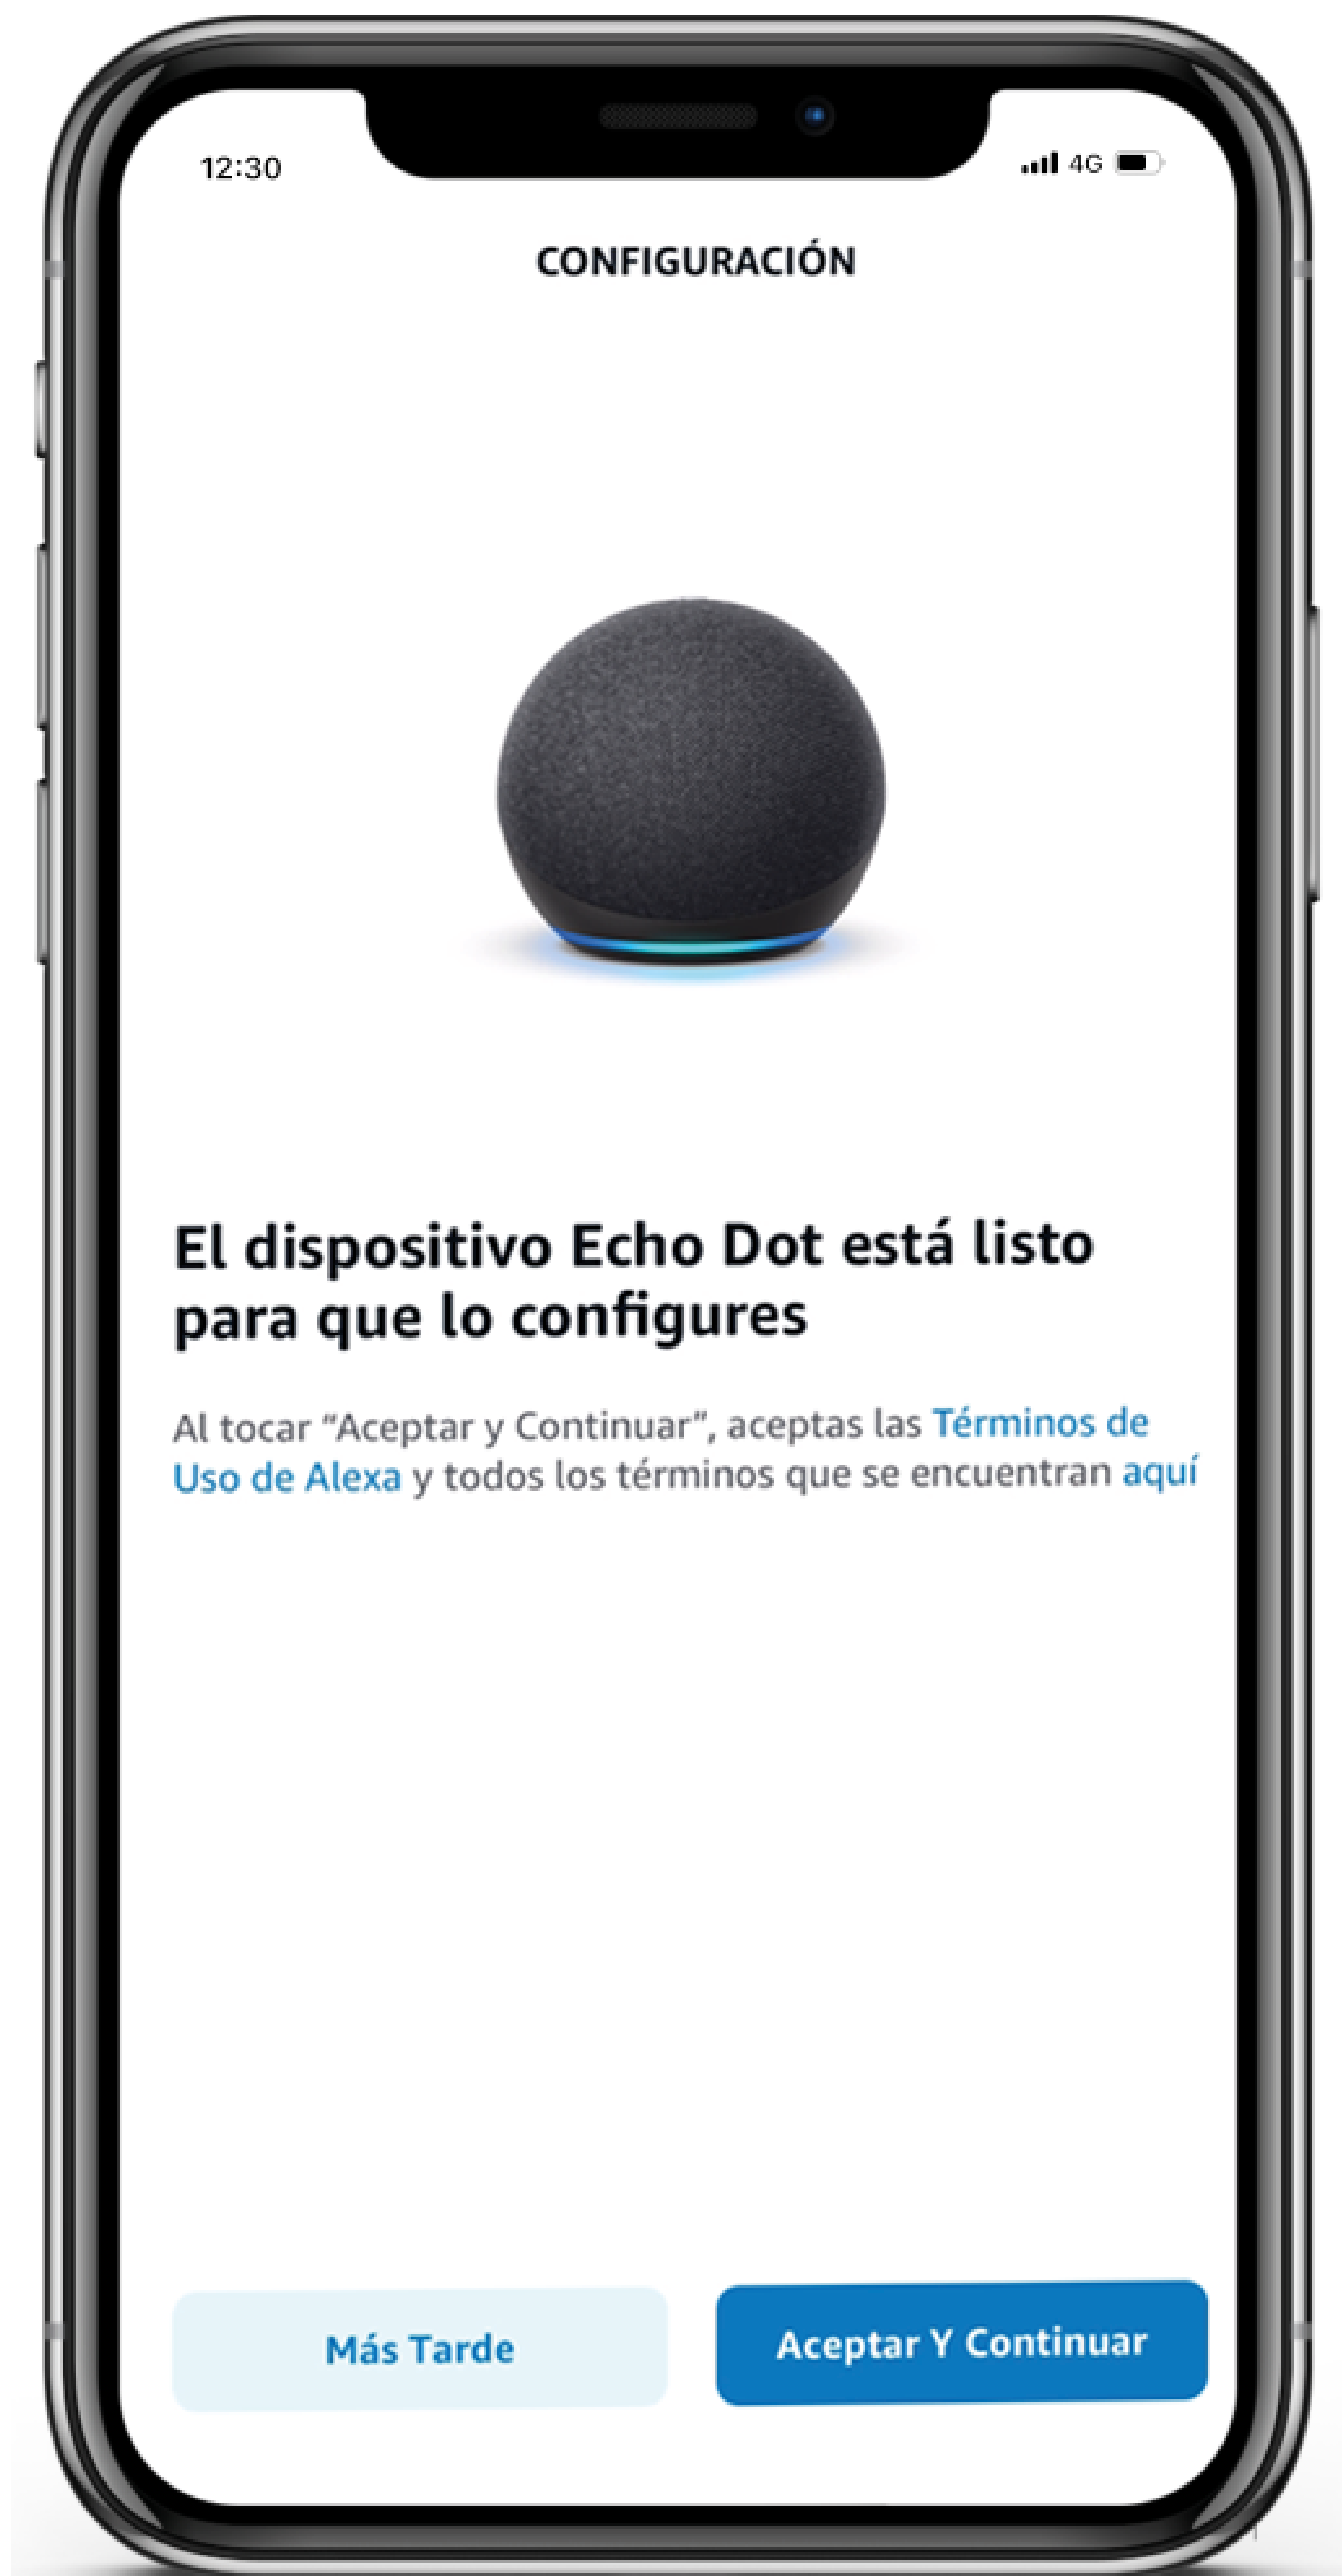 12:30 4G
CONFIGURACIÓN
El dispositivo Echo Dot está listo
para que lo configures
Al tocar “Aceptar y Continuar”, aceptas las Términos de
Uso de Alexa y todos los términos que se encuentran aquí
Más Tarde Aceptar Y Continuar